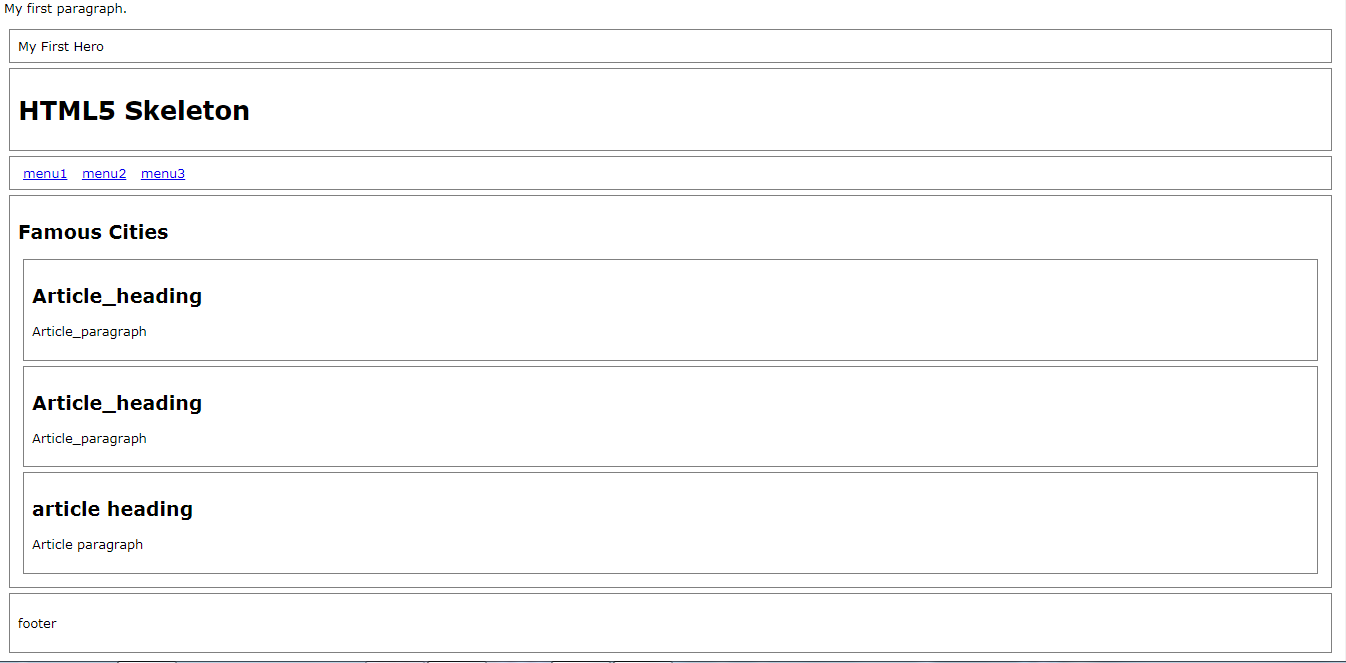 My first paragraph.
My First Hero
HTML5 Skeleton
menu1 menu2 menu3
Famous Cities
Article_heading
Article_paragraph
Article_heading
Article_paragraph
article heading
Article paragraph
footer